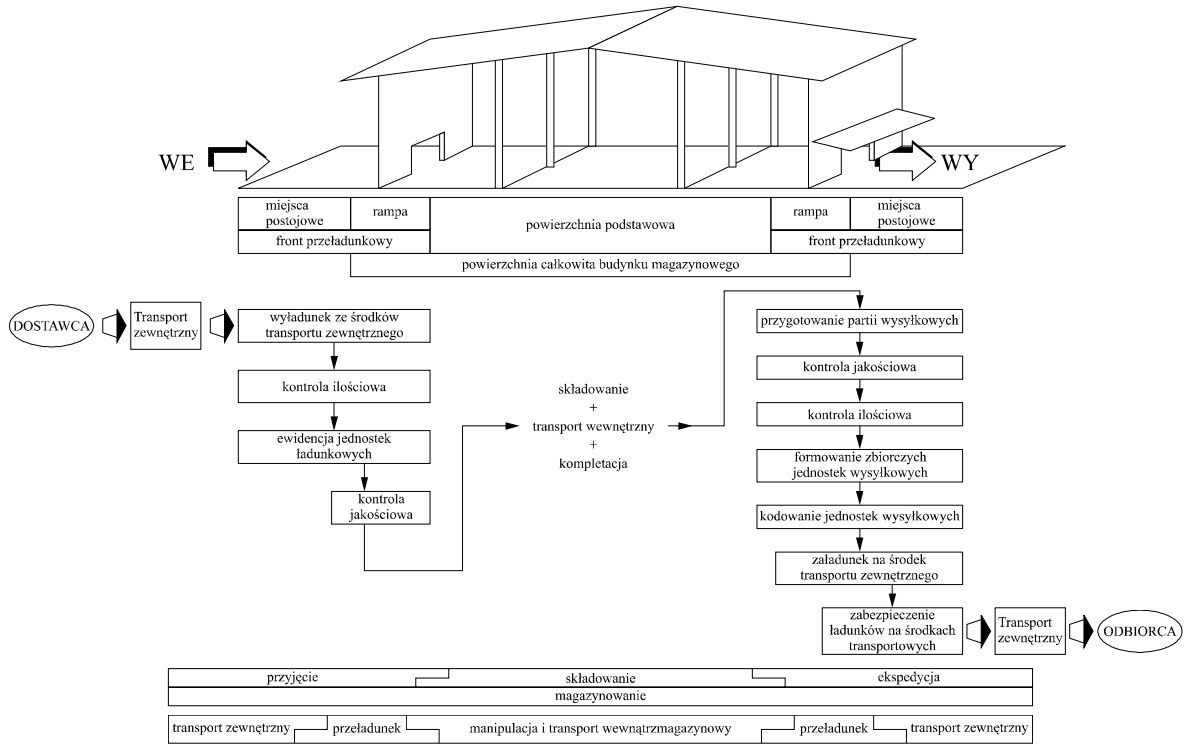 WE
WY
miejsca
postojowe
rampa
powierzchnia podstawowa
rampa
miejsca
postojowe
front przeładunkowy
front przeładunkowy
powierzchnia całkowita budynku magazynowego
DOSTAWCA
Transport
zewnętrzny
wyładunek ze środków
transportu zewnętrznego
kontrola ilościowa
ewidencja jednostek
ładunkowych
kontrola
jakościowa
składowanie
+
transport wewnętrzny
+
kompletacja
przygotowanie partii wysyłkowych
kontrola jakościowa
kontrola ilościowa
formowanie zbiorczych
jednostek wysyłkowych
kodowanie jednostek wysyłkowych
załadunek na środek
transportu zewnętrznego
zabezpieczenie
ładunków na środkach
transportowych
Transport
zewnętrzny
ODBIORCA
przyjęcie
składowanie
ekspedycja
magazynowanie
transport zewnętrzny
przeładunek
manipulacja i transport wewnątrzmagazynowy
przeładunek
transport zewnętrzny